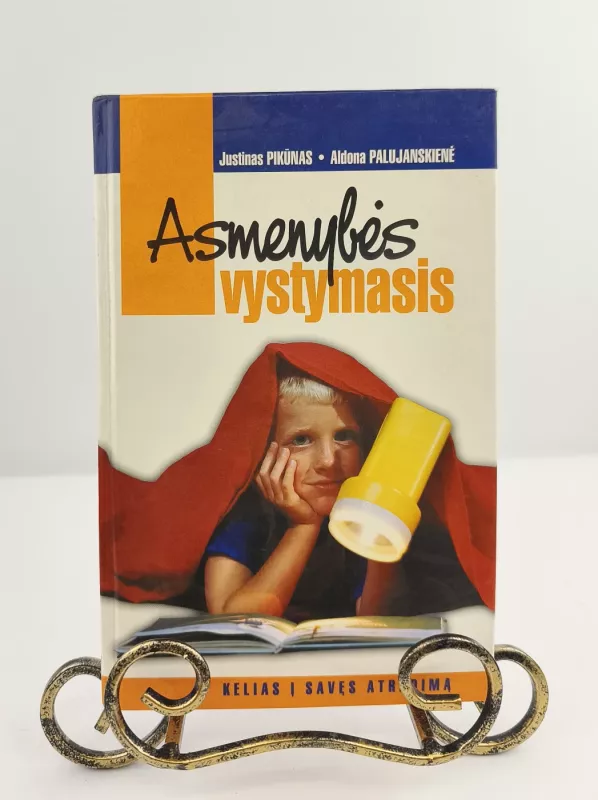 Justinas PIKŪNAS • Aldona PALUJANSKIENĖ
Asmenybės
vystymasis
KELIAS Į SAVĘS